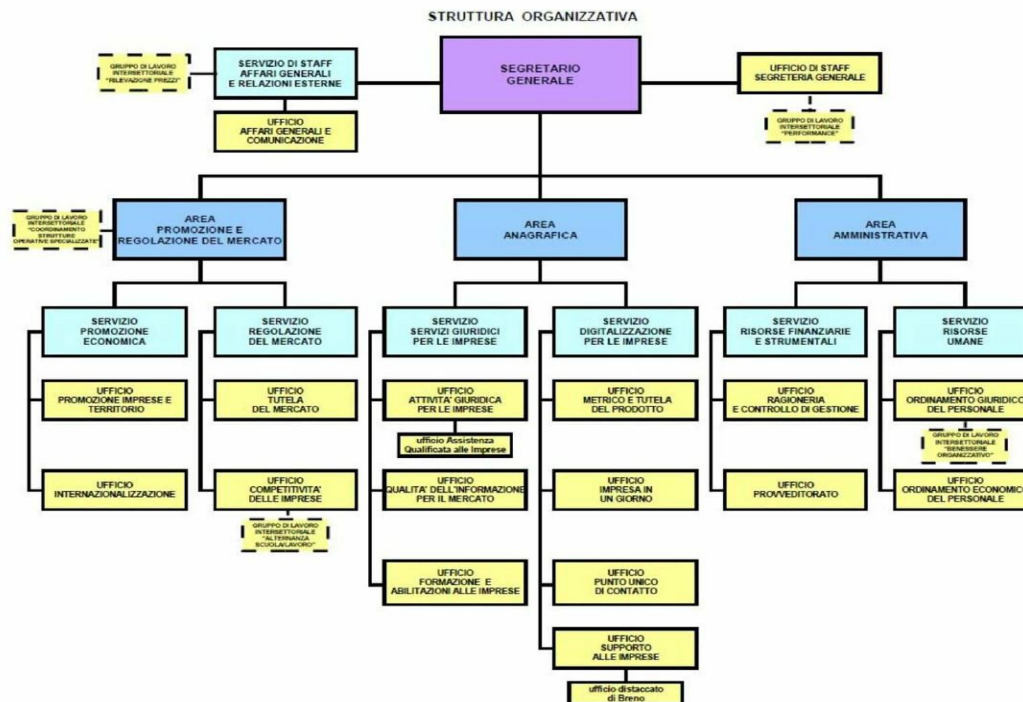 STRUTTURA ORGANIZZATIVA
GRUPPO DI LAVORO
INTERSETTORIALE
"RILEVAZIONE PREZZI"
SERVIZIO DI STAFF
AFFARI GENERALI
E RELAZIONI ESTERNE
SEGRETARIO
GENERALE
UFFICIO DI STAFF
SEGRETERIA GENERALE
UFFICIO
AFFARI GENERALI E
COMUNICAZIONE
GRUPPO DI LAVORO
INTERSETTORIALE
"PERFORMANCE"
GRUPPO DI LAVORO
INTERSETTORIALE
"COORDINAMENTO
STRUTTURE
OPERATIVE SPECIALIZZATE"
AREA
PROMOZIONE E
REGOLAZIONE DEL MERCATO
AREA
ANAGRAFICA
AREA
AMMINISTRATIVA
SERVIZIO
PROMOZIONE
ECONOMICA
SERVIZIO
REGOLAZIONE
DEL MERCATO
SERVIZIO
SERVIZI GIURIDICI
PER LE IMPRESE
SERVIZIO
DIGITALIZZAZIONE
PER LE IMPRESE
SERVIZIO
RISORSE FINANZIARIE
E STRUMENTALI
SERVIZIO
RISORSE
UMANE
UFFICIO
PROMOZIONE IMPRESE E
TERRITORIO
UFFICIO
TUTELA
DEL MERCATO
UFFICIO
ATTIVITA' GIURIDICA
PER LE IMPRESE
UFFICIO
METRICO E TUTELA
DEL PRODOTTO
UFFICIO
RAGIONERIA
E CONTROLLO DI GESTIONE
UFFICIO
ORDINAMENTO GIURIDICO
DEL PERSONALE
ufficio Assistenza
Qualificata alle Imprese
GRUPPO DI LAVORO
INTERSETTORIALE
"BENESSERE
ORGANIZZATIVO"
UFFICIO
INTERNAZIONALIZZAZIONE
UFFICIO
COMPETITIVITA'
DELLE IMPRESE
UFFICIO
QUALITA' DELL'INFORMAZIONE
PER IL MERCATO
UFFICIO
IMPRESA IN
UN GIORNO
UFFICIO
PROVVEDITORATO
UFFICIO
ORDINAMENTO ECONOMICO
DEL PERSONALE
GRUPPO DI LAVORO
INTERSETTORIALE
"ALTERNANZA
SCUOLA/LAVORO"
UFFICIO
FORMAZIONE E
ABILITAZIONI ALLE IMPRESE
UFFICIO
PUNTO UNICO
DI CONTATTO
UFFICIO
SUPPORTO
ALLE IMPRESE
ufficio distaccato
di Breno